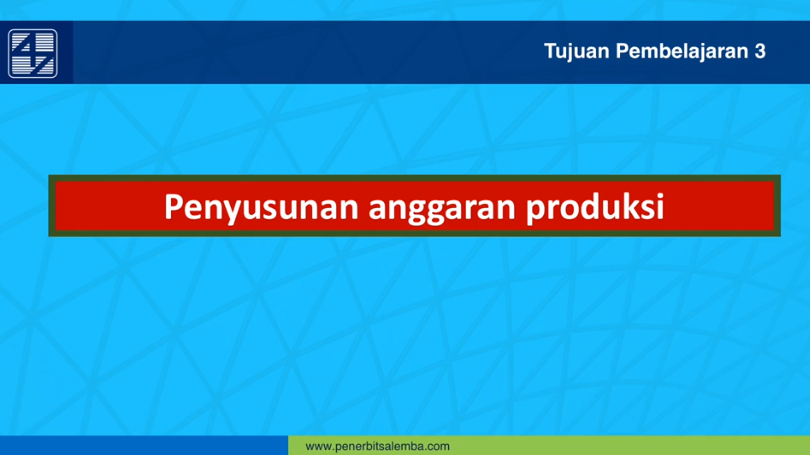 Tujuan Pembelajaran 3
Penyusunan anggaran produksi
www.penerbitsalemba.com